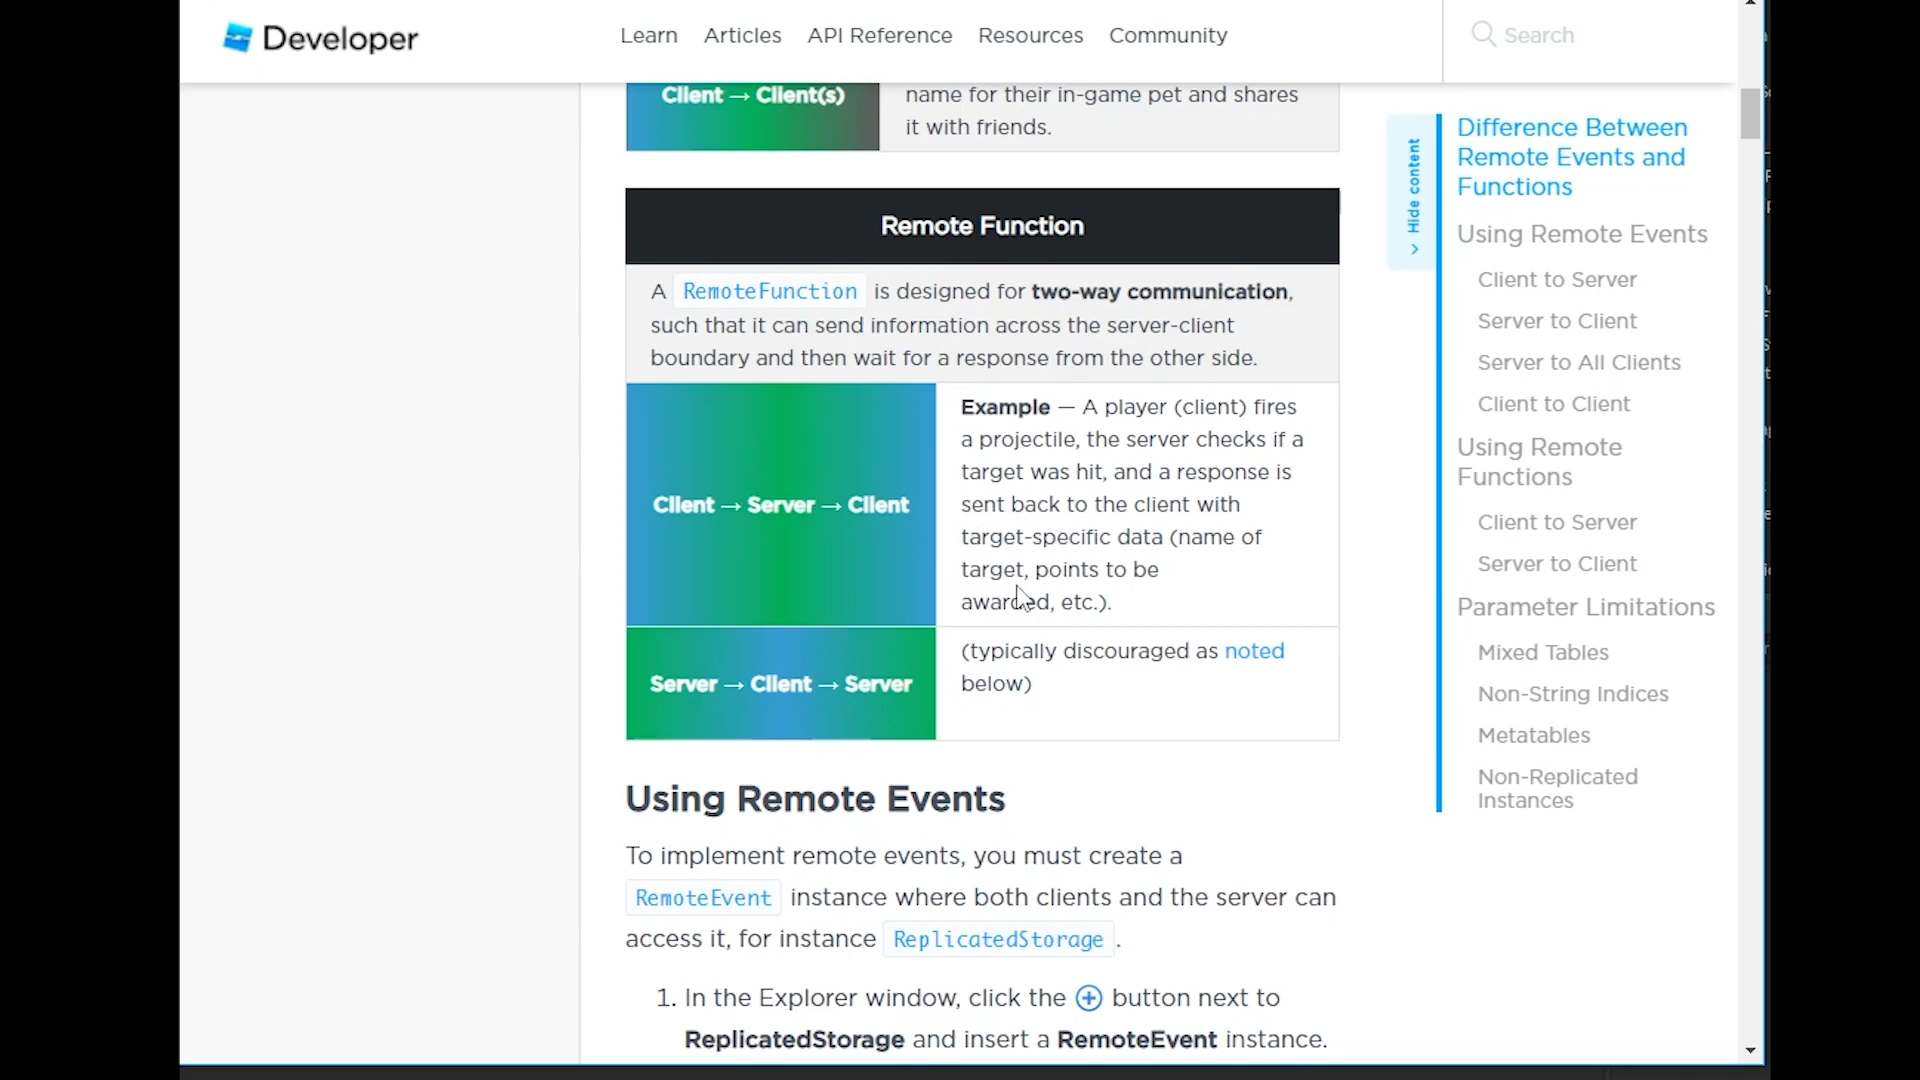 Developer
Learn Articles API Reference Resources Community
Search
Client → Client(s)
name for their in-game pet and shares
it with friends.
Remote Function
A RemoteFunction is designed for two-way communication,
such that it can send information across the server-client
boundary and then wait for a response from the other side.
Client → Server → Client
Example — A player (client) fires
a projectile, the server checks if a
target was hit, and a response is
sent back to the client with
target-specific data (name of
target, points to be
awarded, etc.).
Server → Client → Server
(typically discouraged as noted
below)
Using Remote Events
To implement remote events, you must create a
RemoteEvent instance where both clients and the server can
access it, for instance ReplicatedStorage .
1. In the Explorer window, click the button next to
ReplicatedStorage and insert a RemoteEvent instance.
Hide content
Difference Between
Remote Events and
Functions
Using Remote Events
Client to Server
Server to Client
Server to All Clients
Client to Client
Using Remote
Functions
Client to Server
Server to Client
Parameter Limitations
Mixed Tables
Non-String Indices
Metatables
Non-Replicated
Instances